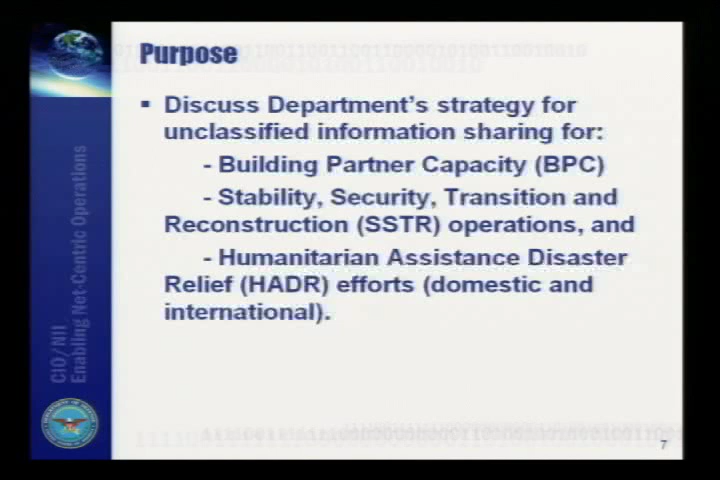 Purpose
▪ Discuss Department's strategy for
unclassified information sharing for:
- Building Partner Capacity (BPC)
- Stability, Security, Transition and
Reconstruction (SSTR) operations, and
- Humanitarian Assistance Disaster
Relief (HADR) efforts (domestic and
international).
CIO/NII
Enabling Net-Centric Operations
7